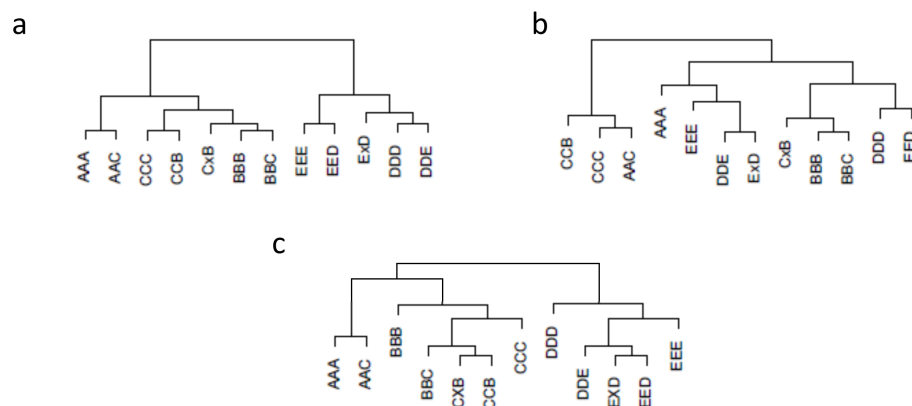 a
AAA
AAC
CCC
CCB
CxB
BBB
BBC
EEE
EED
ExD
DDD
DDE
b
CCB
CCC
AAC
AAA
EEE
DDE
ExD
CxB
BBB
BBC
DDD
EED
c
AAA
AAC
BBB
BBC
CXB
CCB
CCC
DDD
DDE
EXD
EED
EEE